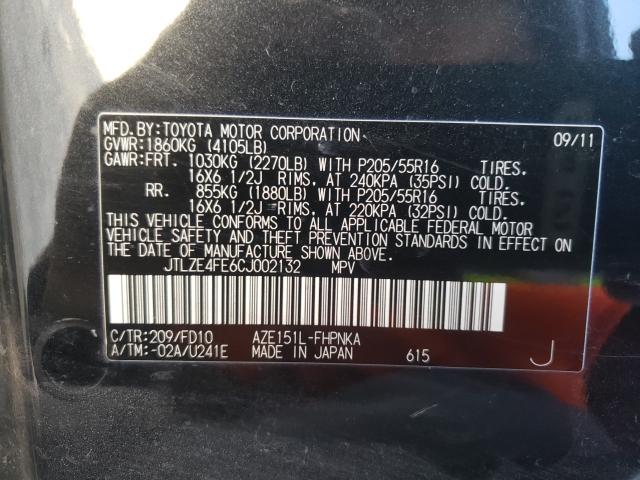 MFD.BY:TOYOTA MOTOR CORPORATION 09/11
GVWR:1860KG (4105LB)
GAWR:FRT. 1030KG (2270LB) WITH P205/55R16 TIRES.
16X6 1/2J RIMS, AT 240KPA (35PSI) COLD.
RR. 855KG (1880LB) WITH P205/55R16 TIRES.
16X6 1/2J RIMS, AT 220KPA (32PSI) COLD.
THIS VEHICLE CONFORMS TO ALL APPLICABLE FEDERAL MOTOR
VEHICLE SAFETY AND THEFT PREVENTION STANDARDS IN EFFECT ON
THE DATE OF MANUFACTURE SHOWN ABOVE.
JTLZE4FE6CJ002132 MPV
C/TR:209/FD10 AZE151L-FHPNKA
A/TM:-02A/U241E MADE IN JAPAN 615 J